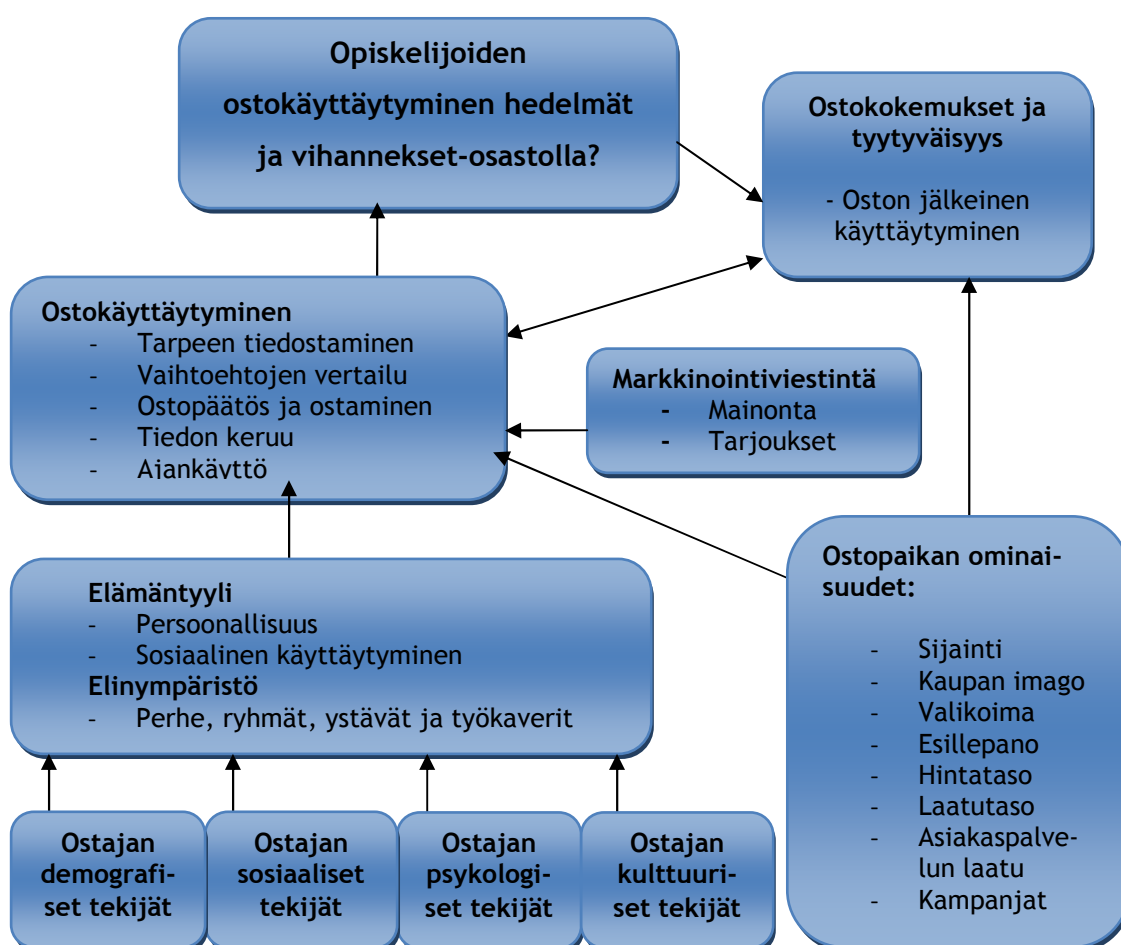 Opiskelijoiden
ostokäyttäytyminen hedelmät
ja vihannekset-osastolla?
Ostokokemukset ja
tyytyväisyys
- Oston jälkeinen
käyttäytyminen
Ostokäyttäytyminen
- Tarpeen tiedostaminen
- Vaihtoehtojen vertailu
- Ostopäätös ja ostaminen
- Tiedon keruu
- Ajankäyttö
Markkinointiviestintä
- Mainonta
- Tarjoukset
Elämäntyyli
- Persoonallisuus
- Sosiaalinen käyttäytyminen
Elinympäristö
- Perhe, ryhmät, ystävät ja työkaverit
Ostopaikan ominai-
suudet:
- Sijainti
- Kaupan imago
- Valikoima
- Esillepano
- Hintataso
- Laatutaso
- Asiakaspalve-
lun laatu
- Kampanjat
Ostajan
demografi-
set tekijät
Ostajan
sosiaaliset
tekijät
Ostajan
psykologi-
set tekijät
Ostajan
kulttuuri-
set tekijät